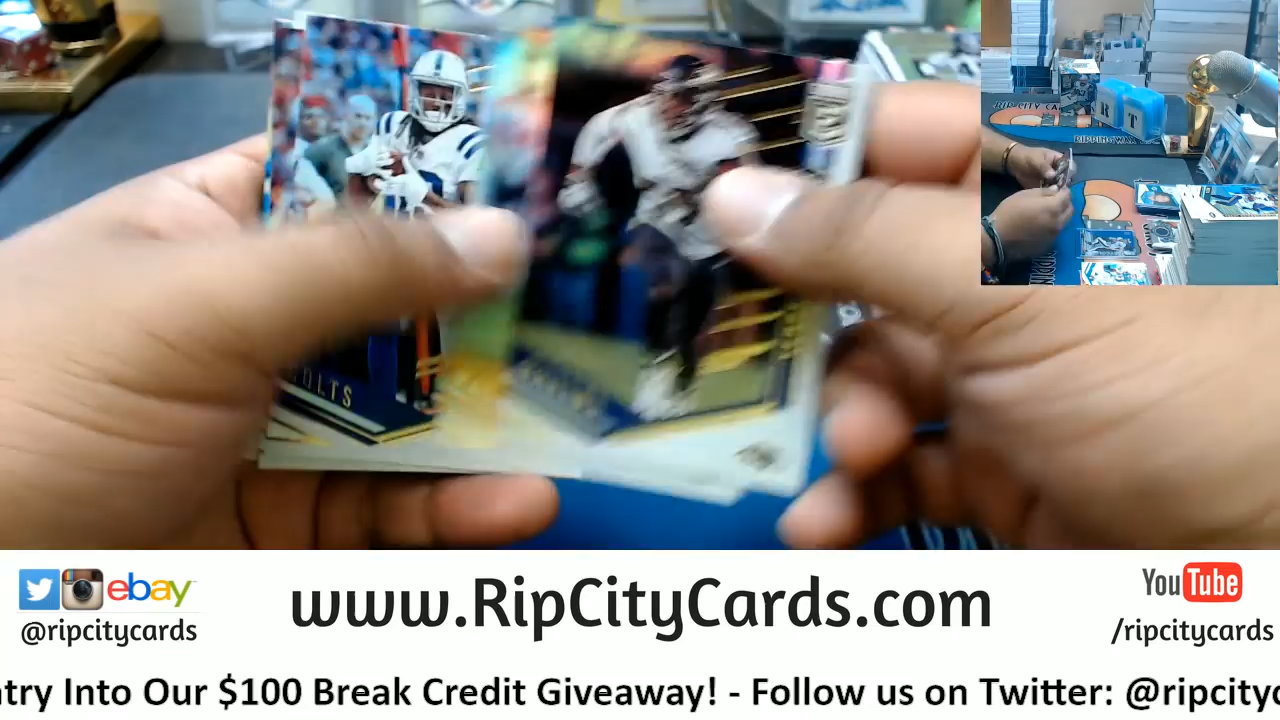 COLTS
R T
ebay
@ripcitycards
www.RipCityCards.com
YouTube
/ripcitycards
ntry Into Our $100 Break Credit Giveaway! - Follow us on Twitter: @ripcityc